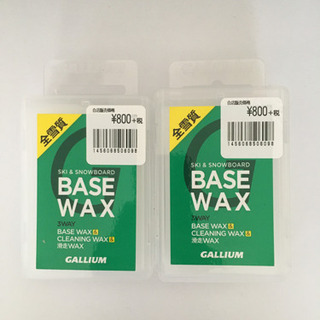 ¥800+税
全雪質
SKI & SNOWBOARD
BASE
WAX
3WAY
BASE WAX &
CLEANING WAX &
滑走WAX
GALLIUM
¥800+税
全雪質
SKI & SNOWBOARD
BASE
WAX
3WAY
BASE WAX &
CLEANING WAX &
滑走WAX
GALLIUM